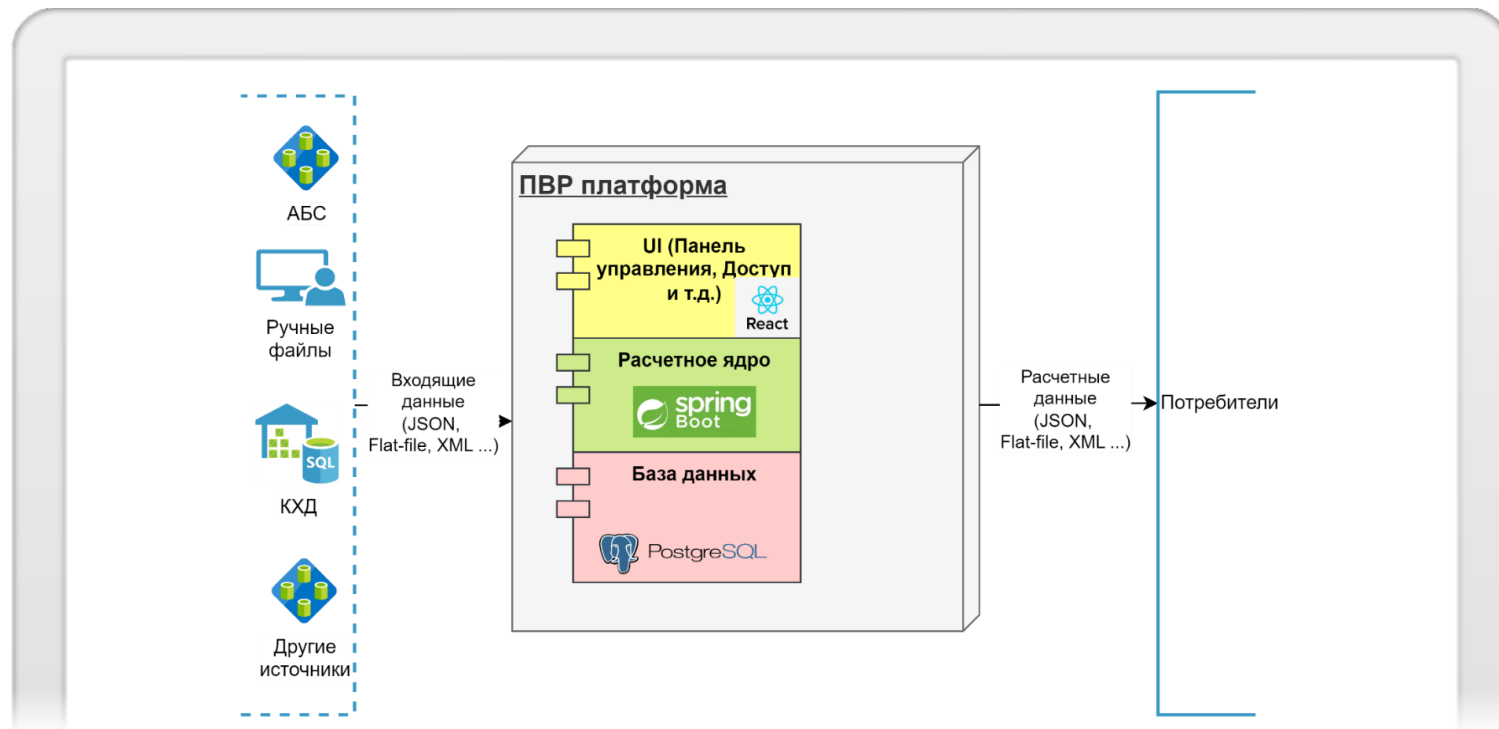 АБС
Ручные
файлы
SQL
КХД
Другие
источники
Входящие
данные
(JSON,
Flat-file, XML ...)
ПВР платформа
UI (Панель
управления, Доступ
и т.д.)
React
Расчетное ядро
spring
Boot
База данных
PostgreSQL
Расчетные
данные
(JSON,
Flat-file, XML ...)
Потребители